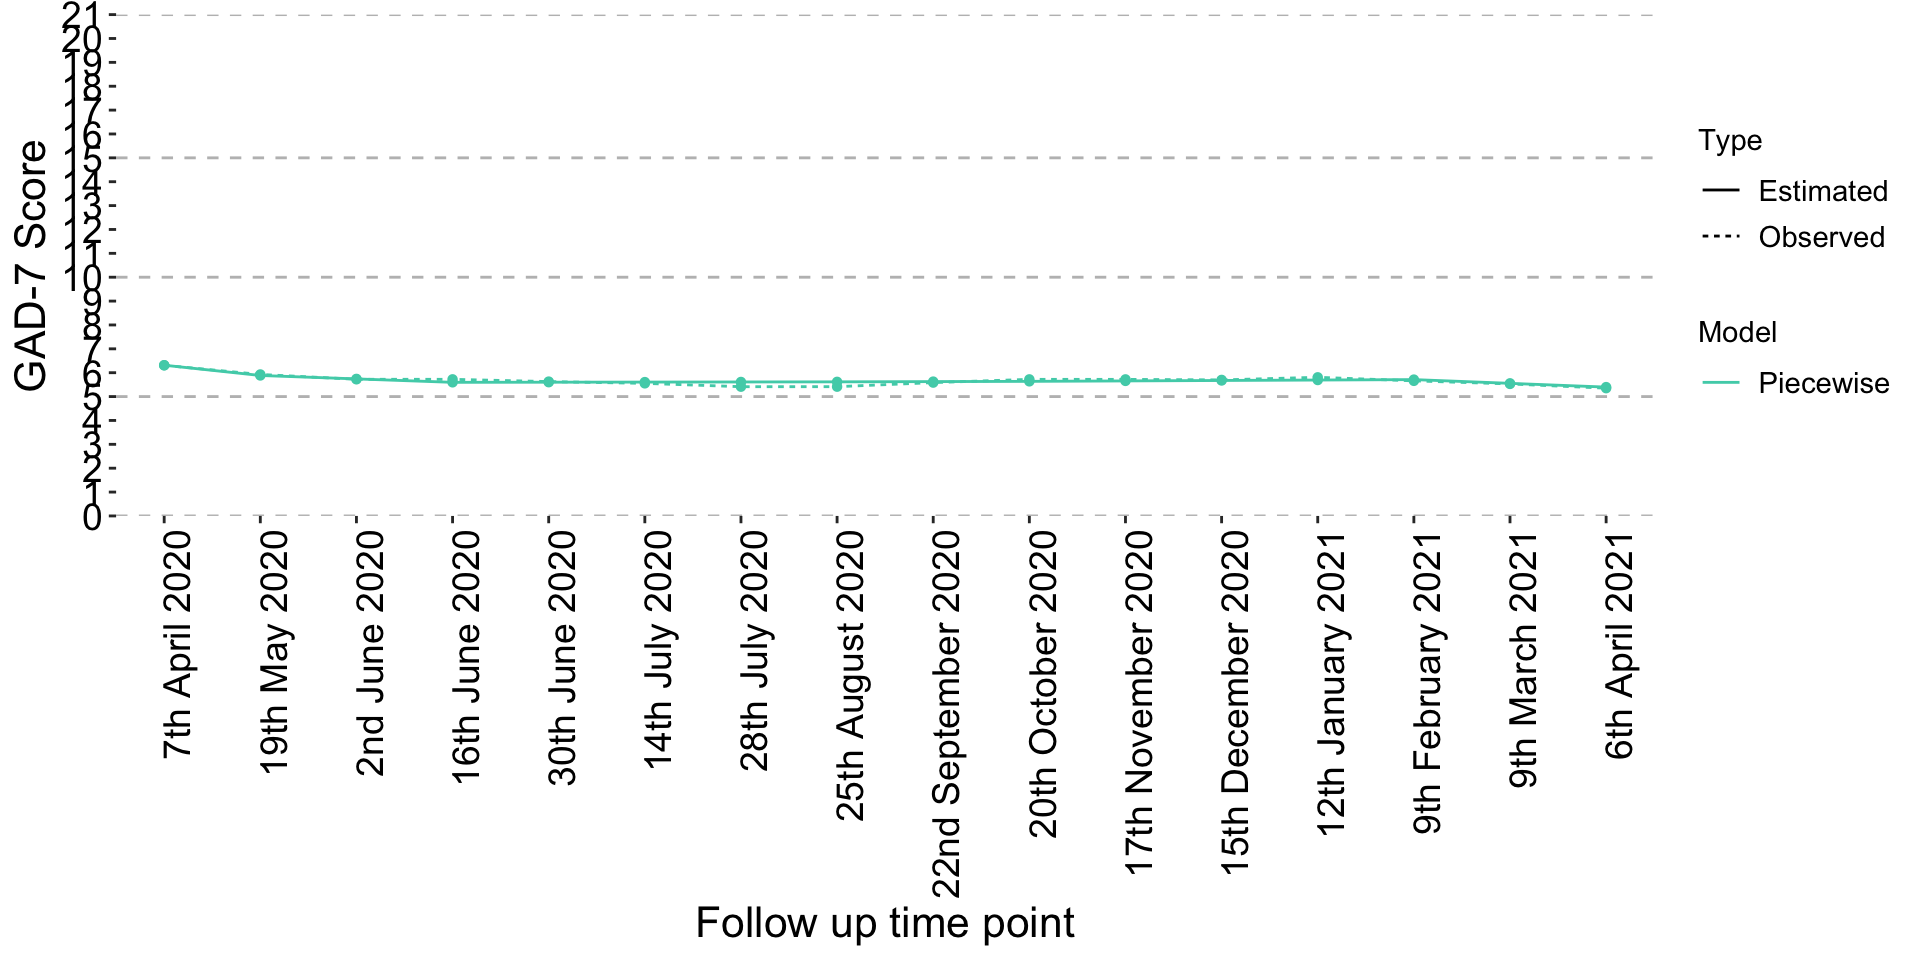 GAD-7 Score
21
20
19
18
17
16
15
14
13
12
11
10
9
8
7
6
5
4
3
2
1
0
7th April 2020
19th May 2020
2nd June 2020
16th June 2020
30th June 2020
14th July 2020
28th July 2020
25th August 2020
22nd September 2020
20th October 2020
17th November 2020
15th December 2020
12th January 2021
9th February 2021
9th March 2021
6th April 2021
Follow up time point
Type
Estimated
Observed
Model
Piecewise